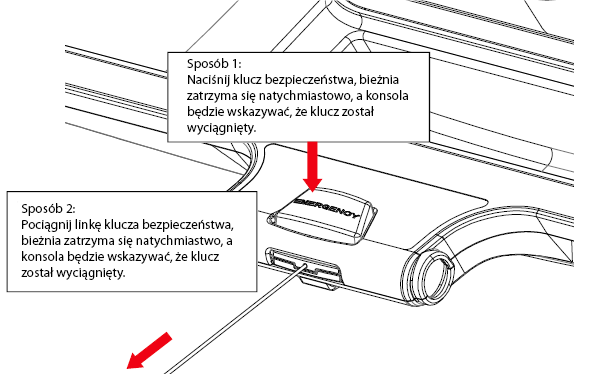 Sposób 1:
Naciśnij klucz bezpieczeństwa, bieżnia
zatrzyma się natychmiastowo, a konsola
będzie wskazywać, że klucz został
wyciągnięty.
EMERGENCY
Sposób 2:
Pociągnij linkę klucza bezpieczeństwa,
bieżnia zatrzyma się natychmiastwo, a
konsola będzie wskazywać, że klucz
został wyciągnięty.